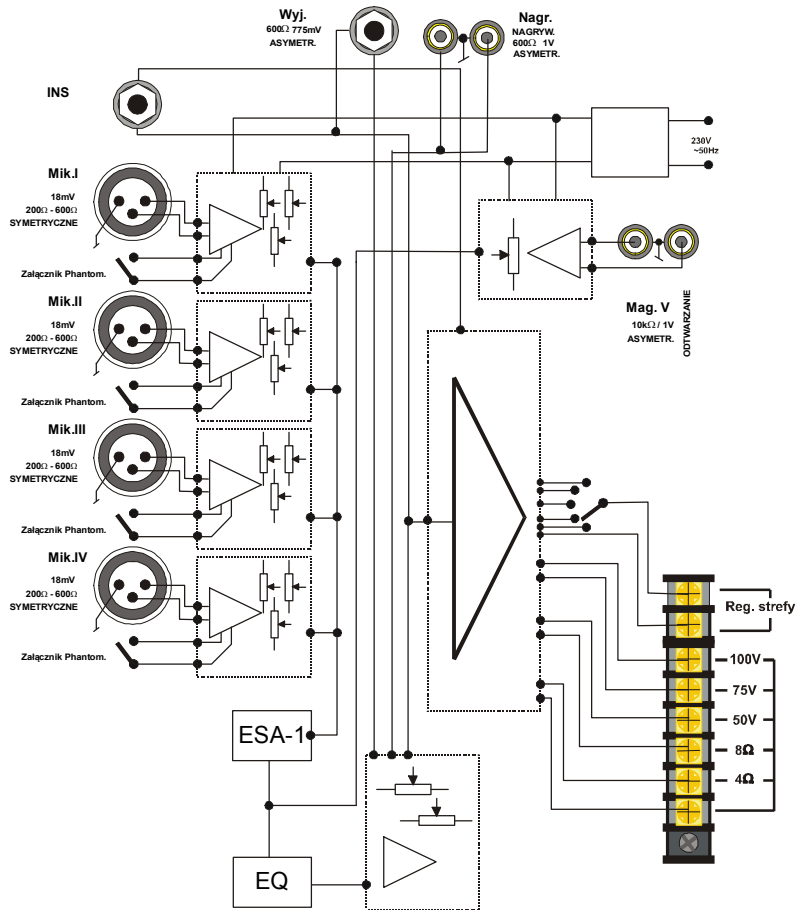 Wyj.
600Ω 775mV
ASYMETR.
Nagr.
NAGRYW.
600Ω 1V
ASYMETR.
INS
230V
~50Hz
Mik.I
18mV
200Ω - 600Ω
SYMETRYCZNE
Załącznik Phantom.
Mik.II
18mV
200Ω - 600Ω
SYMETRYCZNE
Załącznik Phantom.
Mik.III
18mV
200Ω - 600Ω
SYMETRYCZNE
Załącznik Phantom.
Mik.IV
18mV
200Ω - 600Ω
SYMETRYCZNE
Załącznik Phantom.
Mag. V
10kΩ / 1V
ASYMETR.
ODTWARZANIE
Reg. strefy
100V
75V
50V
8Ω
4Ω
ESA-1
EQ